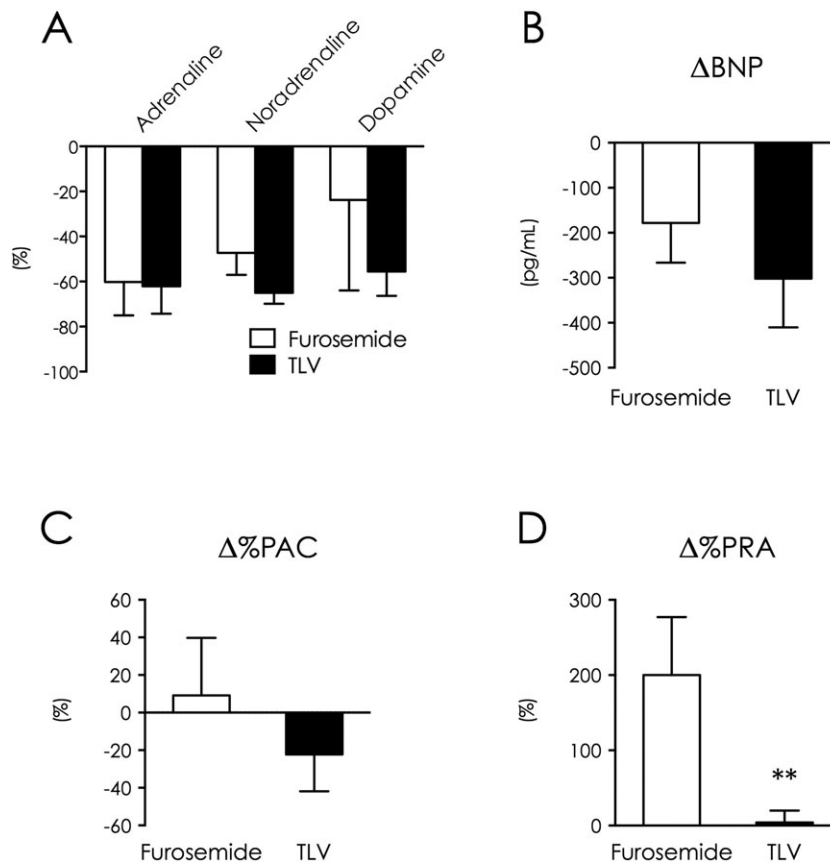 A
Adrenaline
Noradrenaline
Dopamine
0
-20
-40
-60
-80
-100
(%)
Furosemide
TLV
B
ΔBNP
0
-100
-200
-300
-400
-500
(pg/mL)
Furosemide TLV
C
Δ%PAC
60
40
20
0
-20
-40
-60
(%)
Furosemide TLV
D
Δ%PRA
300
200
100
0
(%)
**
Furosemide TLV